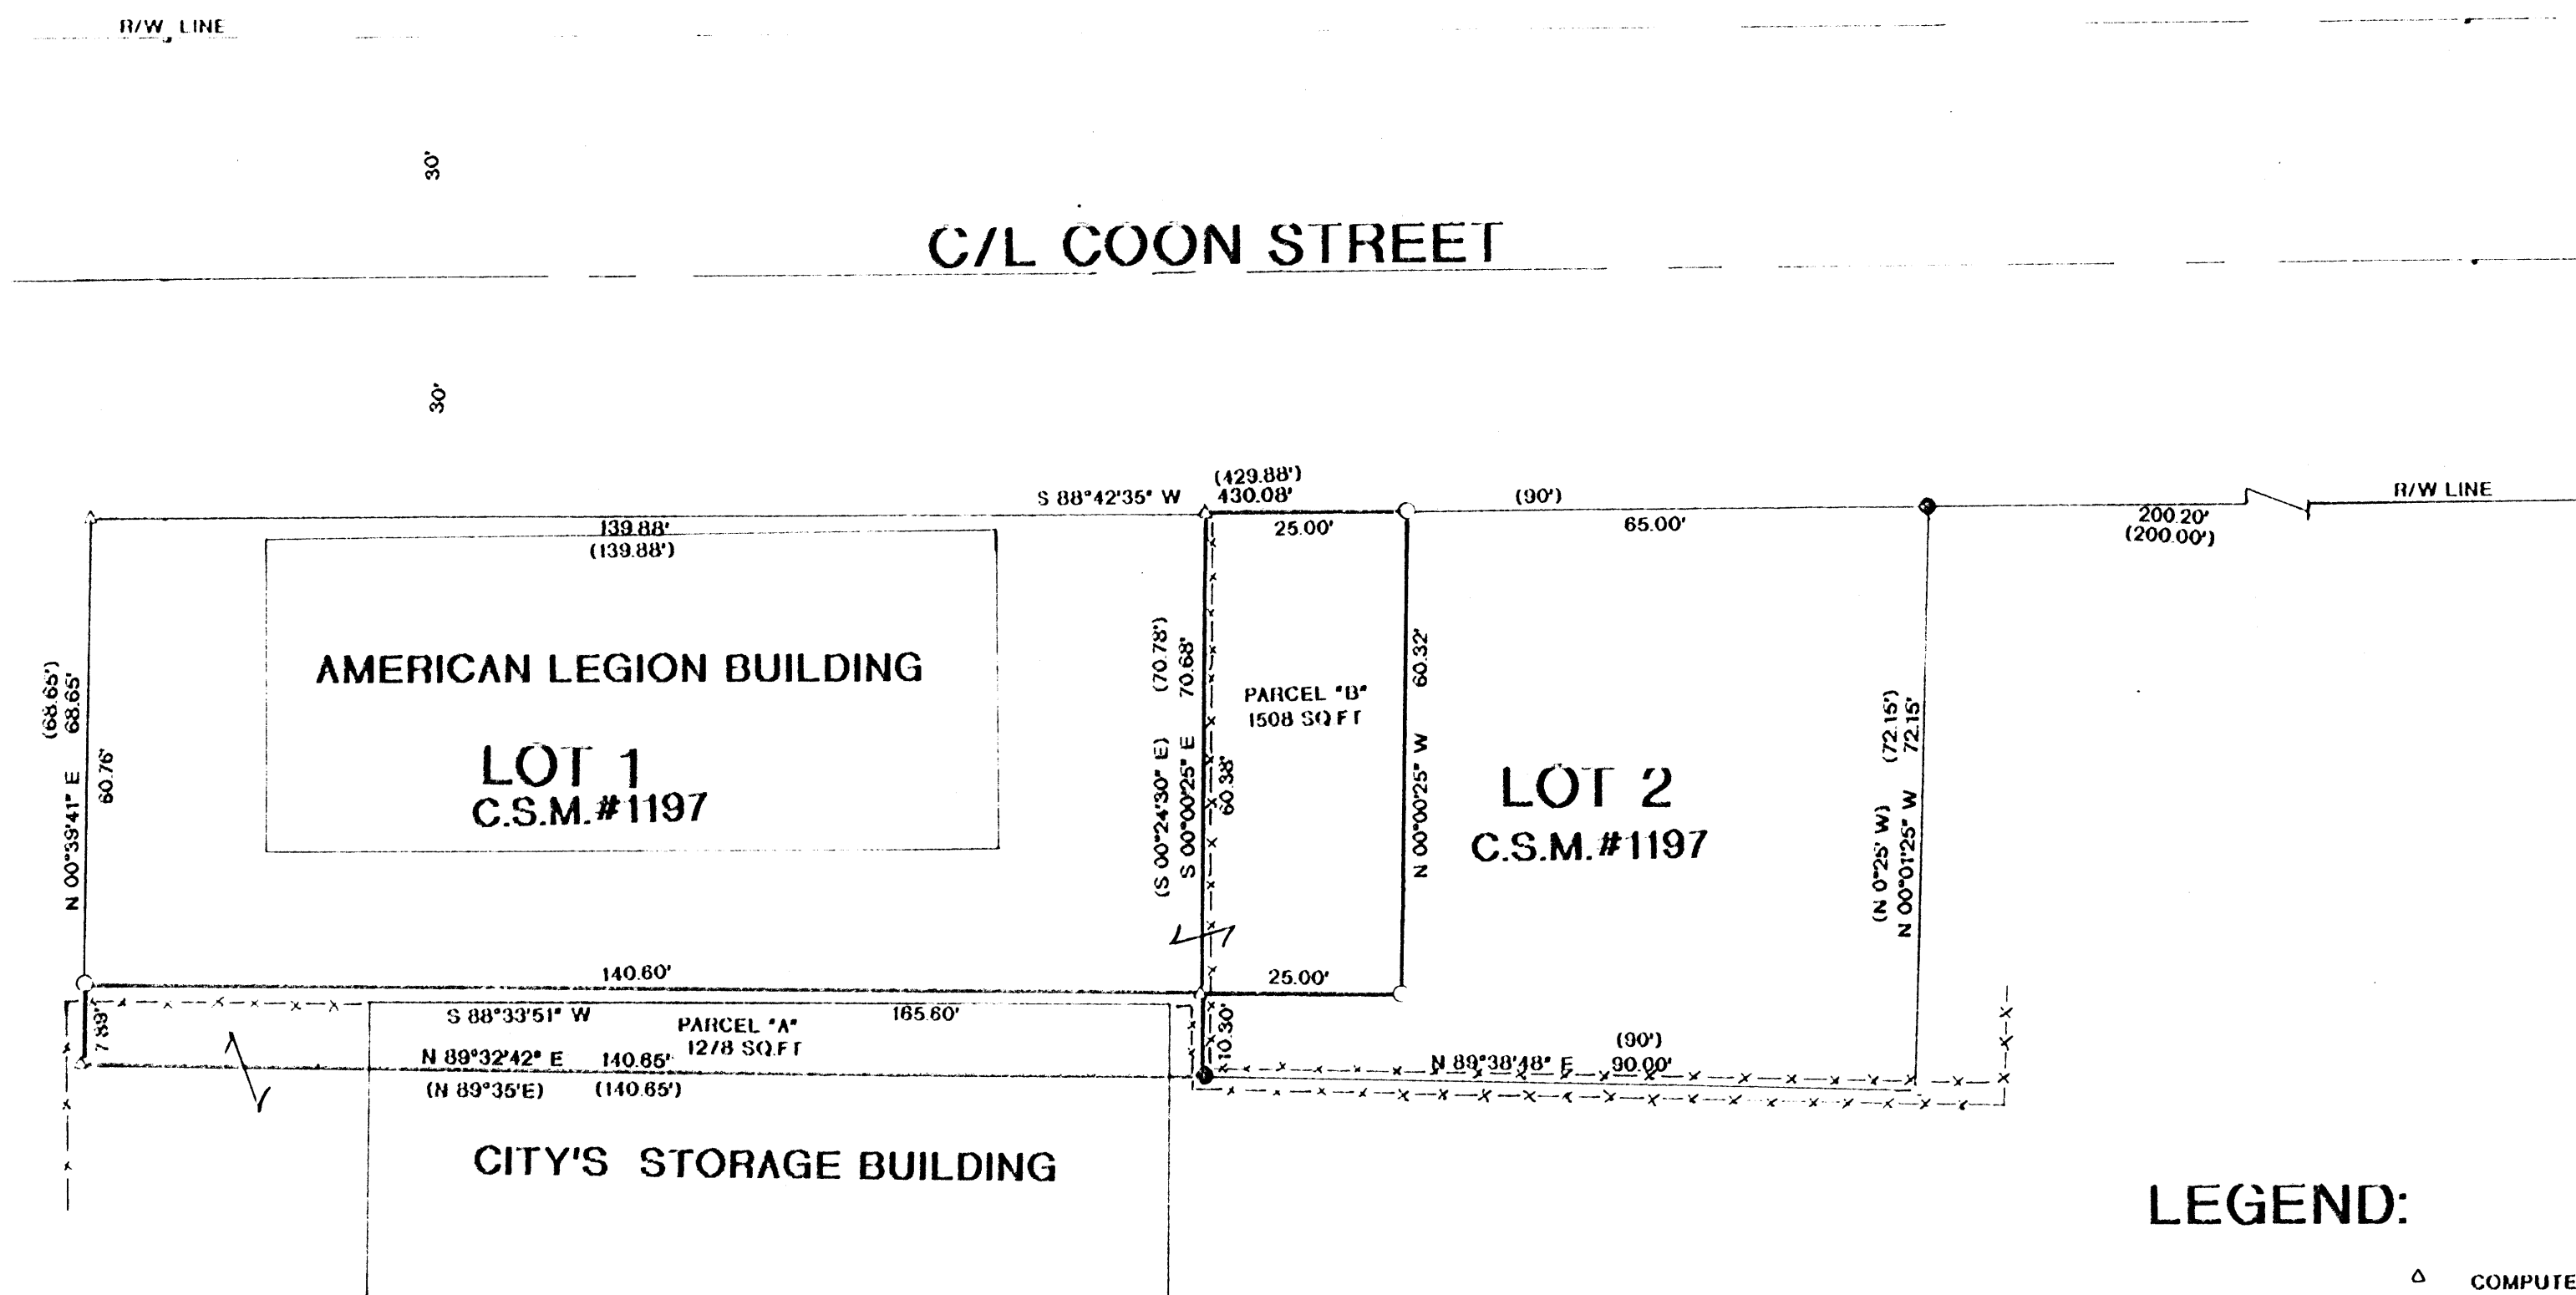 R/W LINE
30'
C/L COON STREET
30'
(429.88')
S 88°42'35" W 430.08'
(90')
R/W LINE
139.88'
(139.88')
25.00'
65.00'
200.20'
(200.00')
AMERICAN LEGION BUILDING
LOT 1
C.S.M.#1197
(68.65')
N 00°39'41" E 68.65'
60.76'
(S 00°24'30" E) (70.78')
S 00°00'25" E 70.68'
60.38'
PARCEL "B"
1508 SQ.FT
N 00°00'25" W 60.32'
LOT 2
C.S.M.#1197
(N 0°25' W) (72.15')
N 00°01'25" W 72.15'
140.60'
25.00'
7.89'
S 88°33'51" W 165.60'
PARCEL "A"
1278 SQ.FT
N 89°32'42" E 140.65'
(N 89°35'E) (140.65')
10.30'
(90')
N 89°38'48" E 90.00'
CITY'S STORAGE BUILDING
LEGEND:
△ COMPUTE